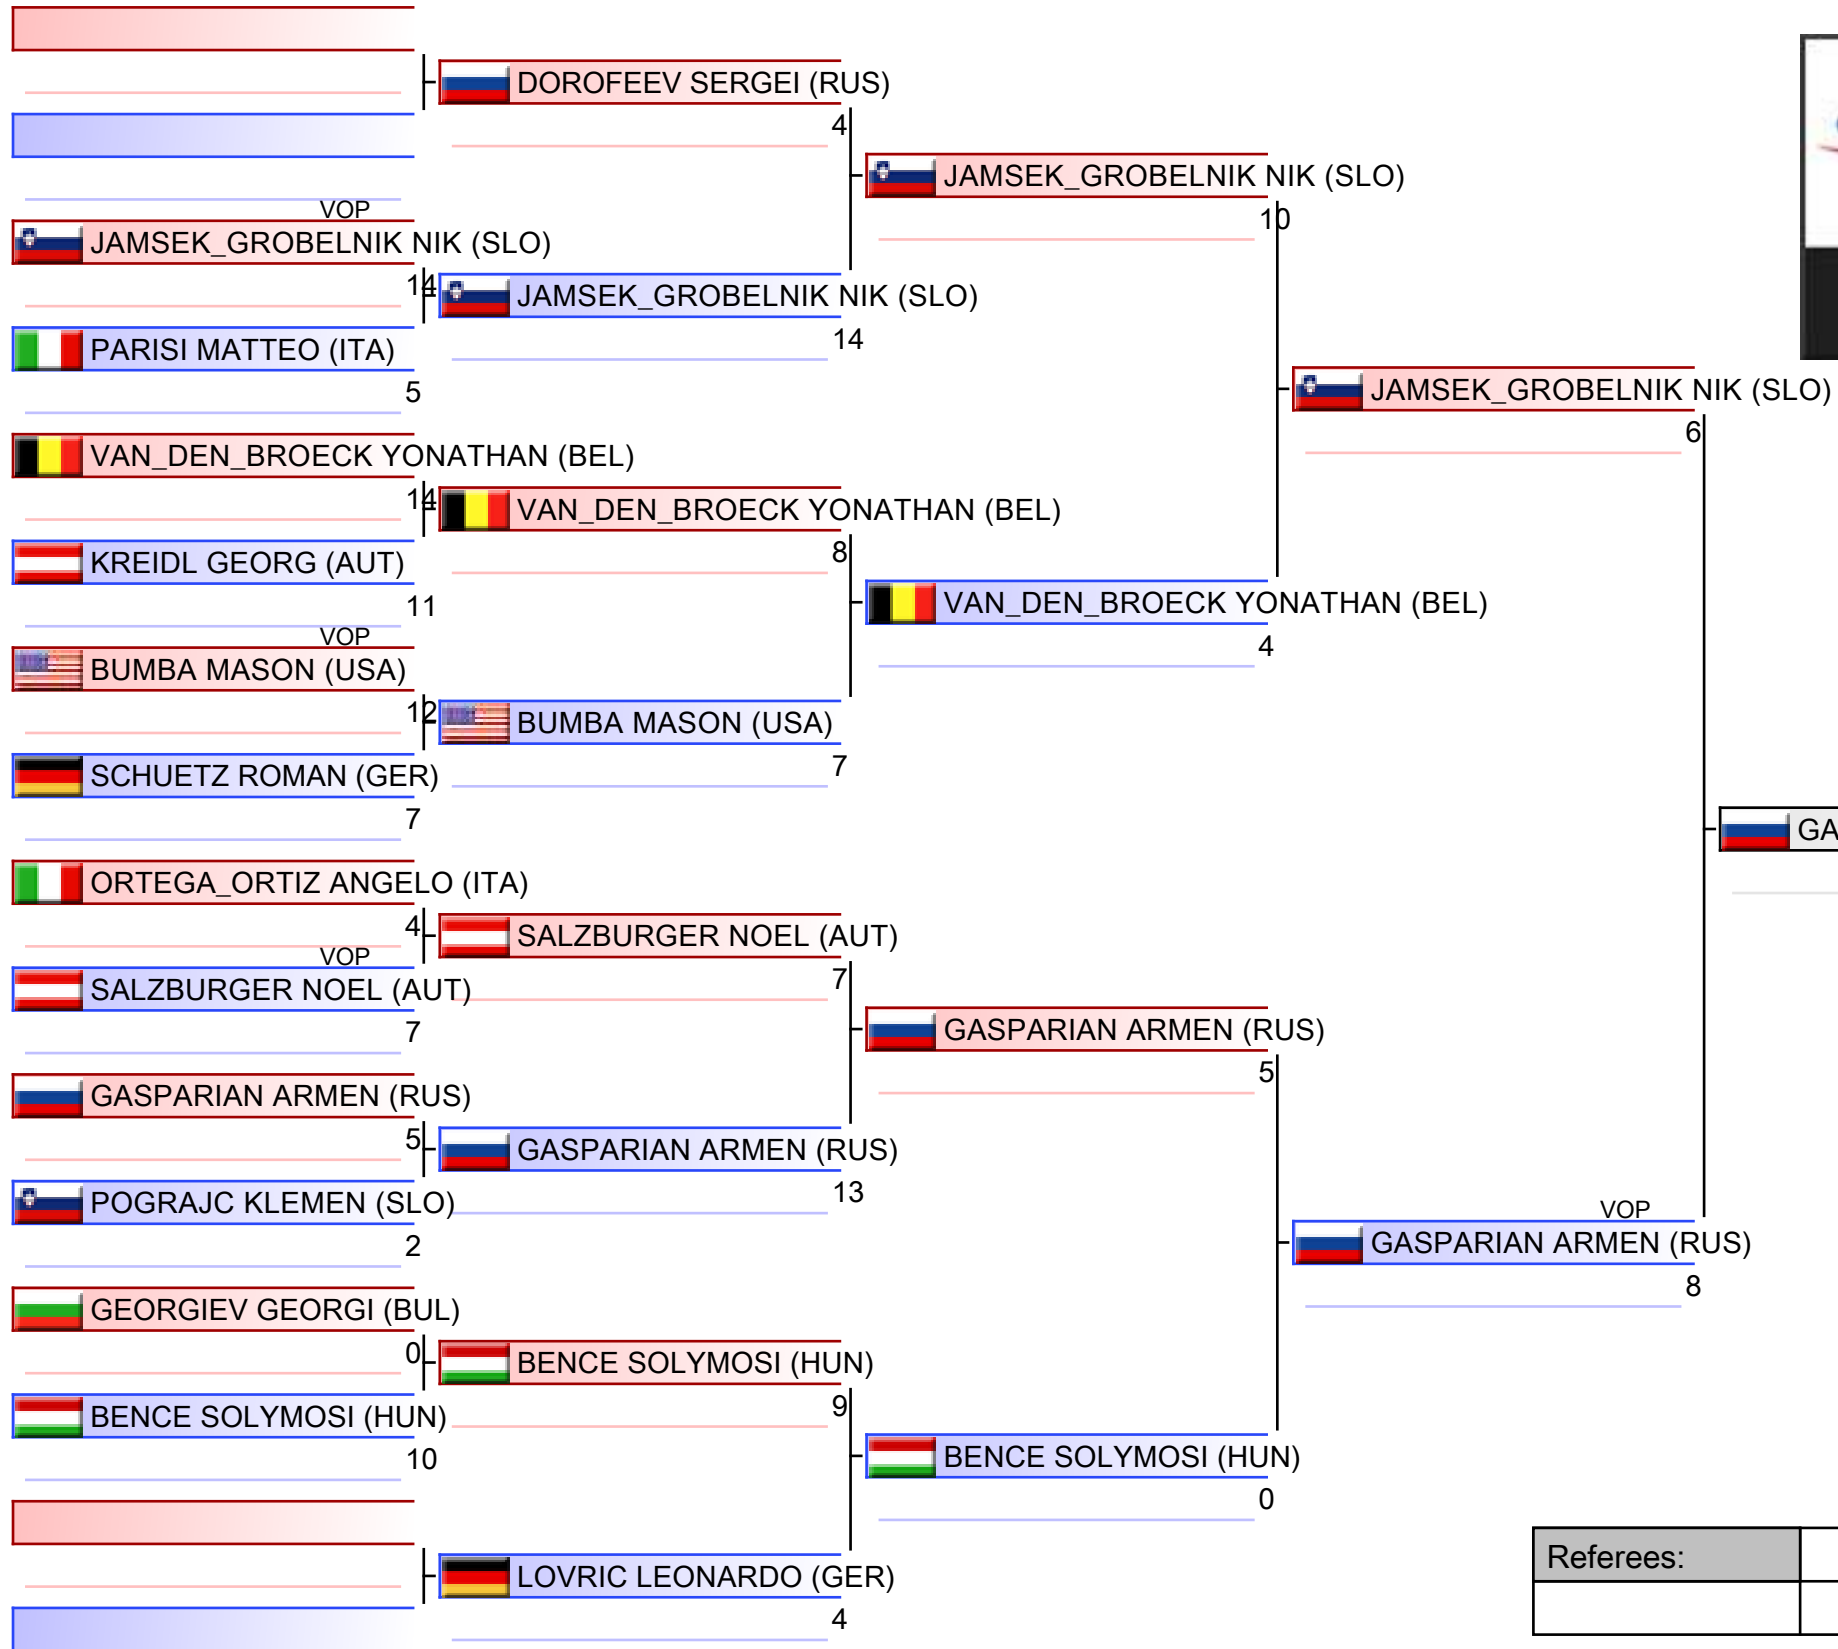 DOROFEEV SERGEI (RUS)
4
JAMSEK_GROBELNIK NIK (SLO)
10
VOP
JAMSEK_GROBELNIK NIK (SLO)
14
JAMSEK_GROBELNIK NIK (SLO)
14
PARISI MATTEO (ITA)
5
JAMSEK_GROBELNIK NIK (SLO)
6
VAN_DEN_BROECK YONATHAN (BEL)
14
VAN_DEN_BROECK YONATHAN (BEL)
8
KREIDL GEORG (AUT)
11
VAN_DEN_BROECK YONATHAN (BEL)
4
VOP
BUMBA MASON (USA)
12
BUMBA MASON (USA)
7
SCHUETZ ROMAN (GER)
7
GA
ORTEGA_ORTIZ ANGELO (ITA)
4
SALZBURGER NOEL (AUT)
7
VOP
SALZBURGER NOEL (AUT)
7
GASPARIAN ARMEN (RUS)
5
GASPARIAN ARMEN (RUS)
5
GASPARIAN ARMEN (RUS)
13
POGRAJC KLEMEN (SLO)
2
VOP
GASPARIAN ARMEN (RUS)
8
GEORGIEV GEORGI (BUL)
0
BENCE SOLYMOSI (HUN)
9
BENCE SOLYMOSI (HUN)
10
BENCE SOLYMOSI (HUN)
0
LOVRIC LEONARDO (GER)
4
Referees: